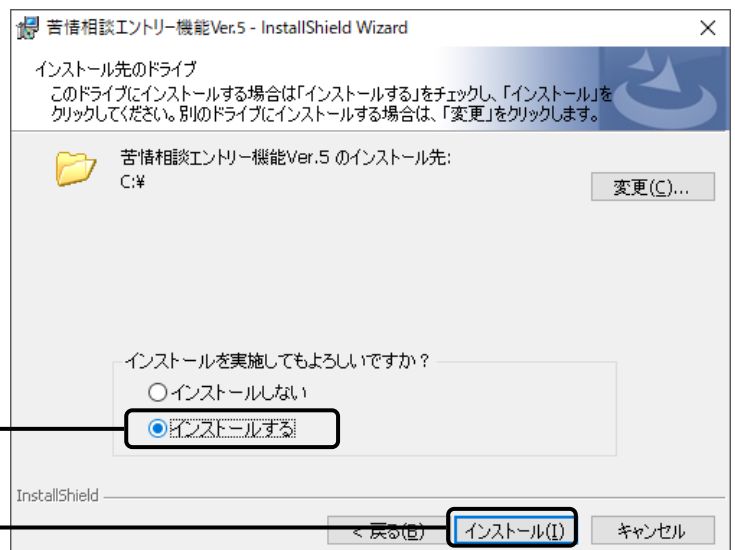 苦情相談エントリー機能Ver.5 - InstallShield Wizard
インストール先のドライブ
このドライブにインストールする場合は「インストールする」をチェックし、「インストール」を
クリックしてください。別のドライブにインストールする場合は、「変更」をクリックします。
苦情相談エントリー機能Ver.5 のインストール先:
C:¥
変更(C)...
インストールを実施してもよろしいですか?
インストールしない
インストールする
InstallShield
< 戻る(B)
インストール(I)
キャンセル